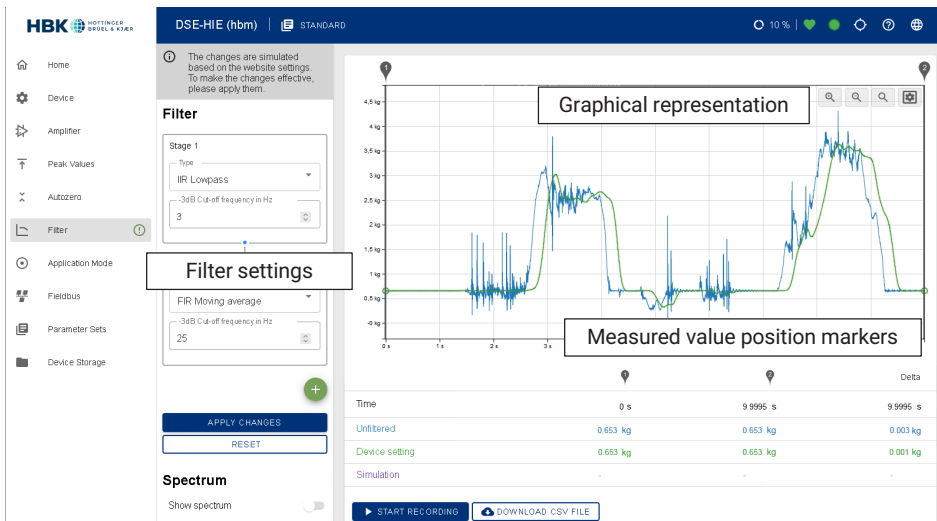 HBK HOTTINGER
BRÜEL & KJÆR
DSE-HIE (hbm)
STANDARD
10 %
Home
Device
Amplifier
Peak Values
Autozero
Filter
Application Mode
Fieldbus
Parameter Sets
Device Storage
The changes are simulated
based on the website settings.
To make the changes effective,
please apply them.
Filter
Stage 1
Type
IIR Lowpass
-3dB Cut-off frequency in Hz
3
Filter settings
FIR Moving average
-3dB Cut-off frequency in Hz
25
+
APPLY CHANGES
RESET
Spectrum
Show spectrum
1
2
Graphical representation
4,5 kg
4 kg
3,5 kg
3 kg
2,5 kg
2 kg
1,5 kg
1 kg
0,5 kg
-0 kg
0 s
1 s
2 s
3 s
Measured value position markers
1
2
Delta
Time
0 s
9.9995 s
9.9995 s
Unfiltered
0.653 kg
0.653 kg
0.003 kg
Device setting
0.653 kg
0.653 kg
0.001 kg
Simulation
-
-
START RECORDING
DOWNLOAD CSV FILE